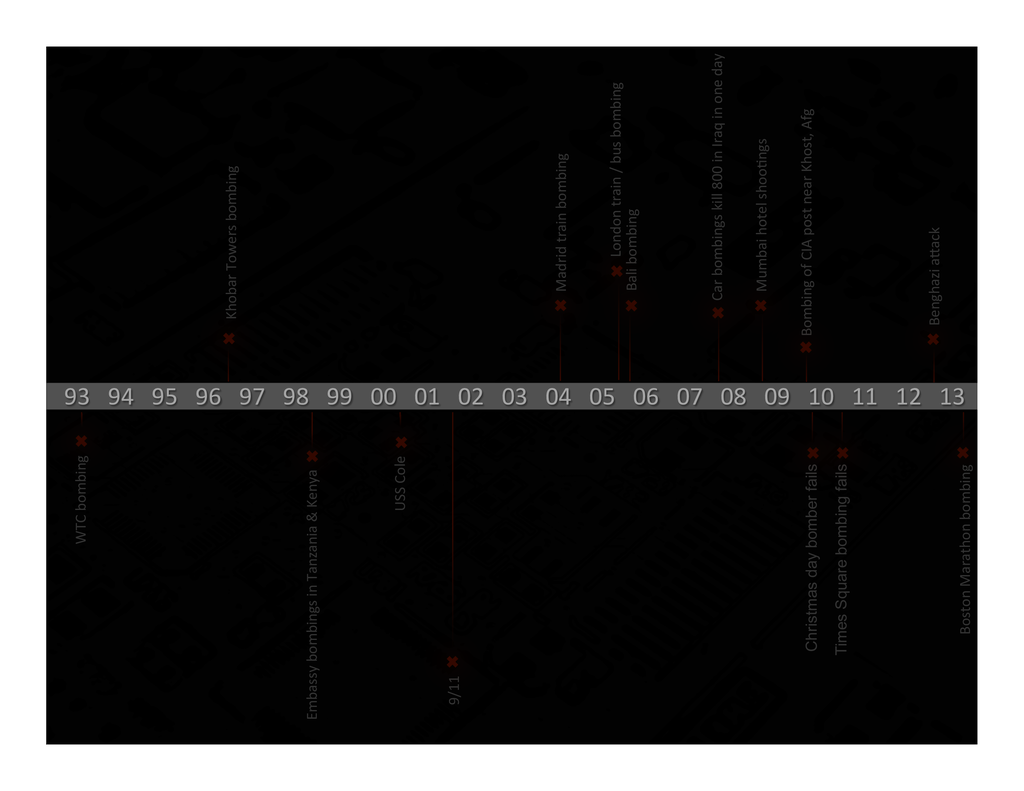 Khobar Towers bombing
Madrid train bombing
London train / bus bombing
Bali bombing
Car bombings kill 800 in Iraq in one day
Mumbai hotel shootings
Bombing of CIA post near Khost, Afg
Benghazi attack
93 94 95 96 97 98 99 00 01 02 03 04 05 06 07 08 09 10 11 12 13
WTC bombing
Embassy bombings in Tanzania & Kenya
USS Cole
9/11
Christmas day bomber fails
Times Square bombing fails
Boston Marathon bombing